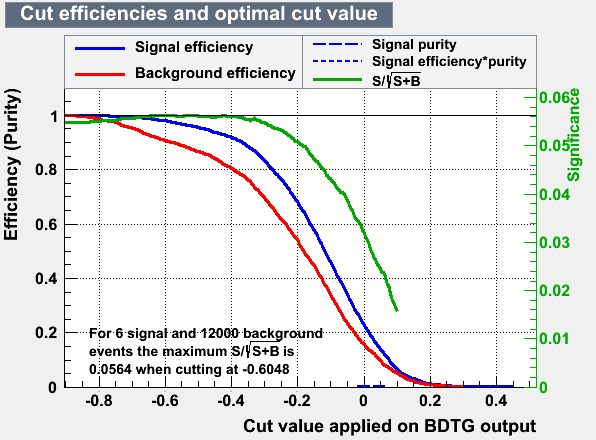 Cut efficiencies and optimal cut value
Signal efficiency
Background efficiency
Signal purity
Signal efficiency*purity
S/√S+B
Efficiency (Purity)
1
0.8
0.6
0.4
0.2
0
0.06
0.05
0.04
0.03
0.02
0.01
0
Significance
For 6 signal and 12000 background
events the maximum S/√S+B is
0.0564 when cutting at -0.6048
-0.8 -0.6 -0.4 -0.2 0 0.2 0.4
Cut value applied on BDTG output